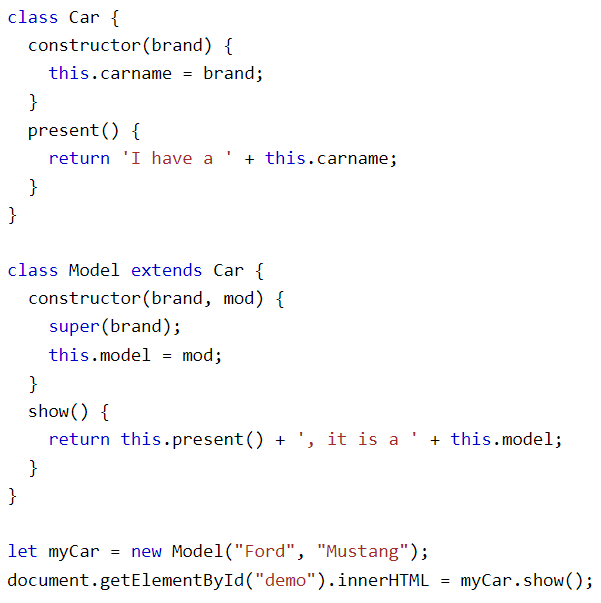 class Car {
  constructor(brand) {
    this.carname = brand;
  }
  present() {
    return 'I have a ' + this.carname;
  }
}

class Model extends Car {
  constructor(brand, mod) {
    super(brand);
    this.model = mod;
  }
  show() {
    return this.present() + ', it is a ' + this.model;
  }
}

let myCar = new Model("Ford", "Mustang");
document.getElementById("demo").innerHTML = myCar.show();